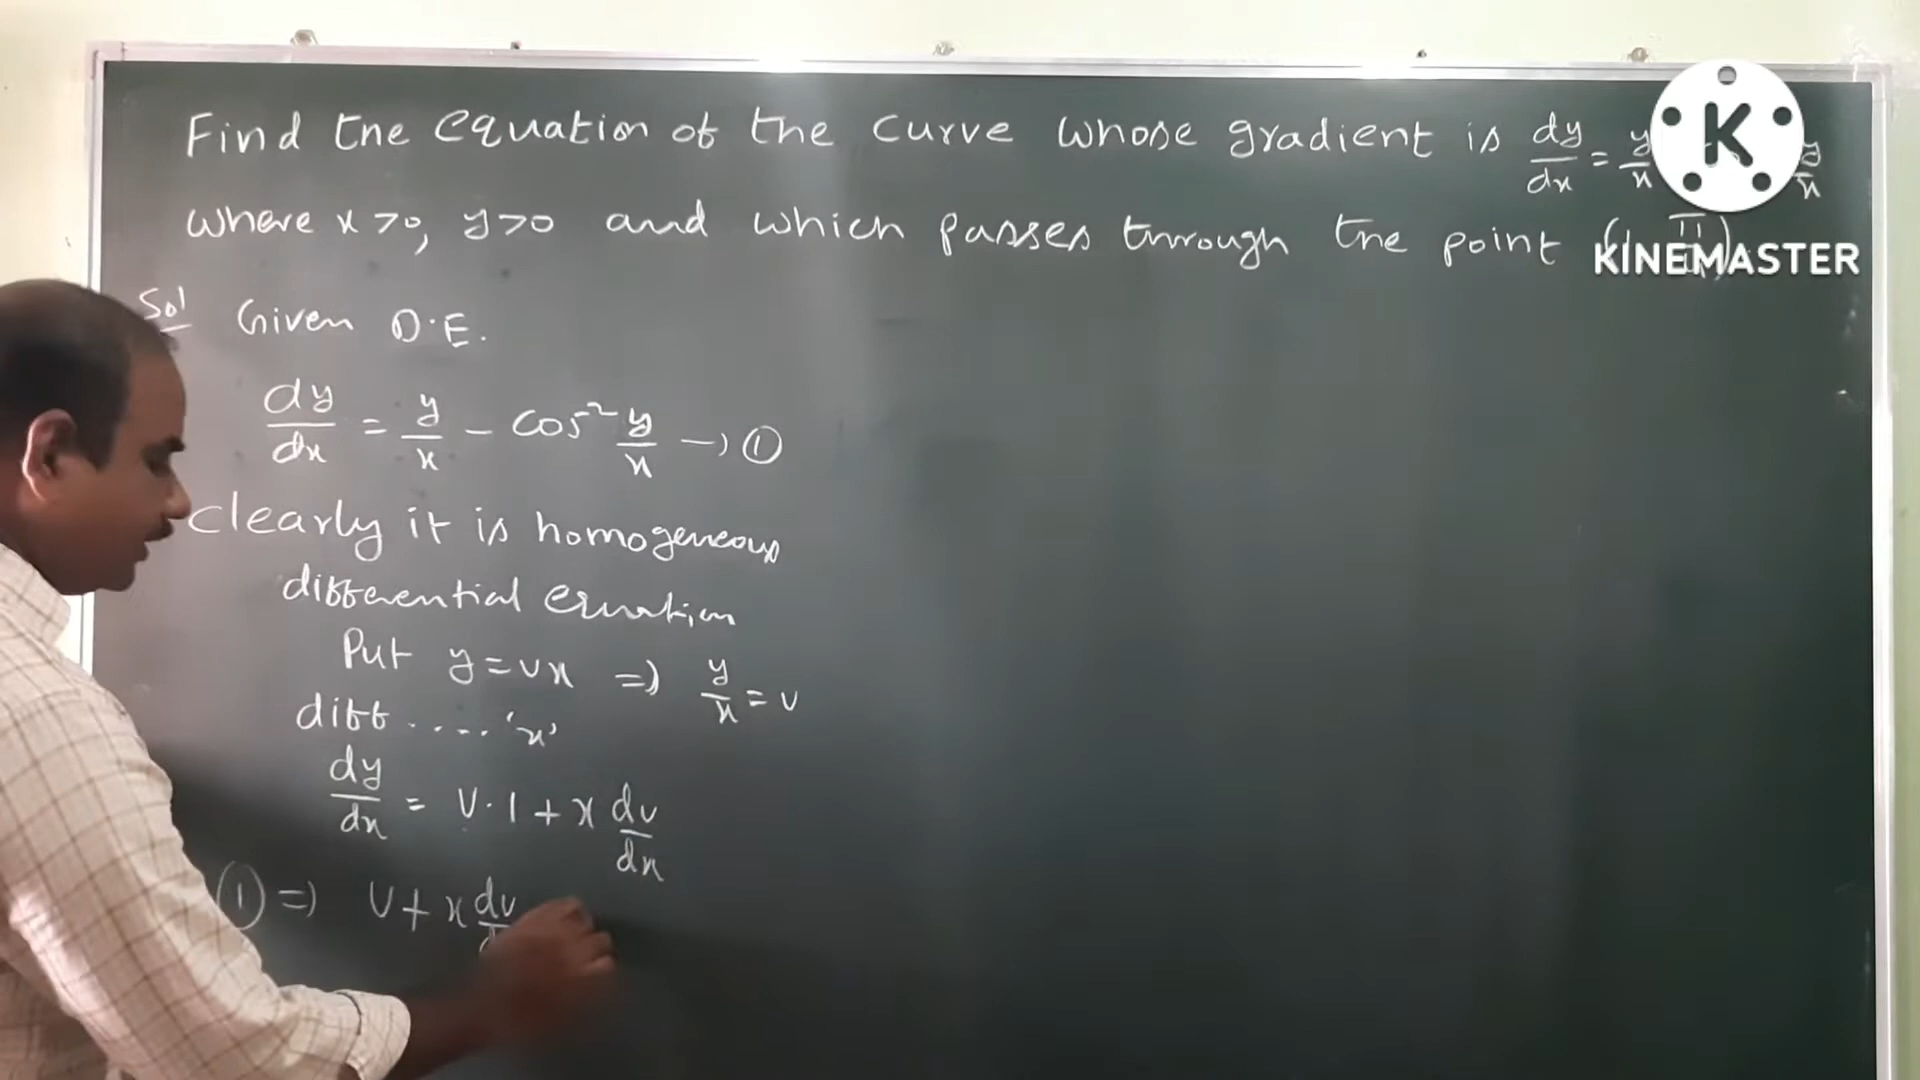 Find the equation of the curve whose gradient is dy/dx = y/x y/x
where x >0, y>0 and which passes through the point (1 π
K
KINEMASTER
Sol Given D.E.
dy/dx = y/x - cos² y/x → ①
clearly it is homogeneous
differential equation
Put y = vx ⇒ y/x = v
diff ..... 'x'
dy/dx = v·1 + x dv/dx
① ⇒ v + x dv